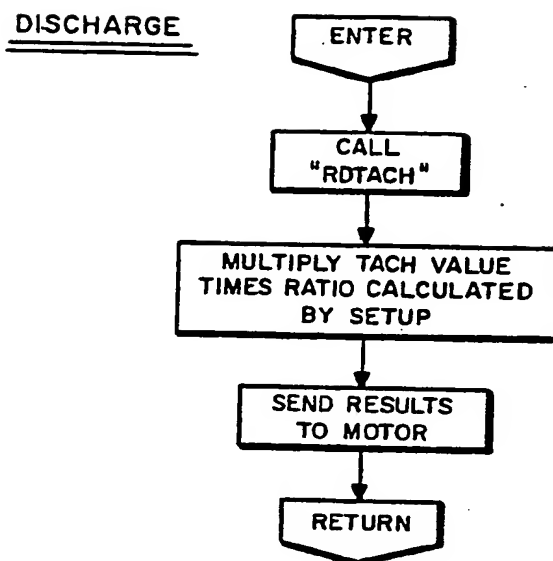 DISCHARGE
ENTER
CALL
"RDTACH"
MULTIPLY TACH VALUE
TIMES RATIO CALCULATED
BY SETUP
SEND RESULTS
TO MOTOR
RETURN